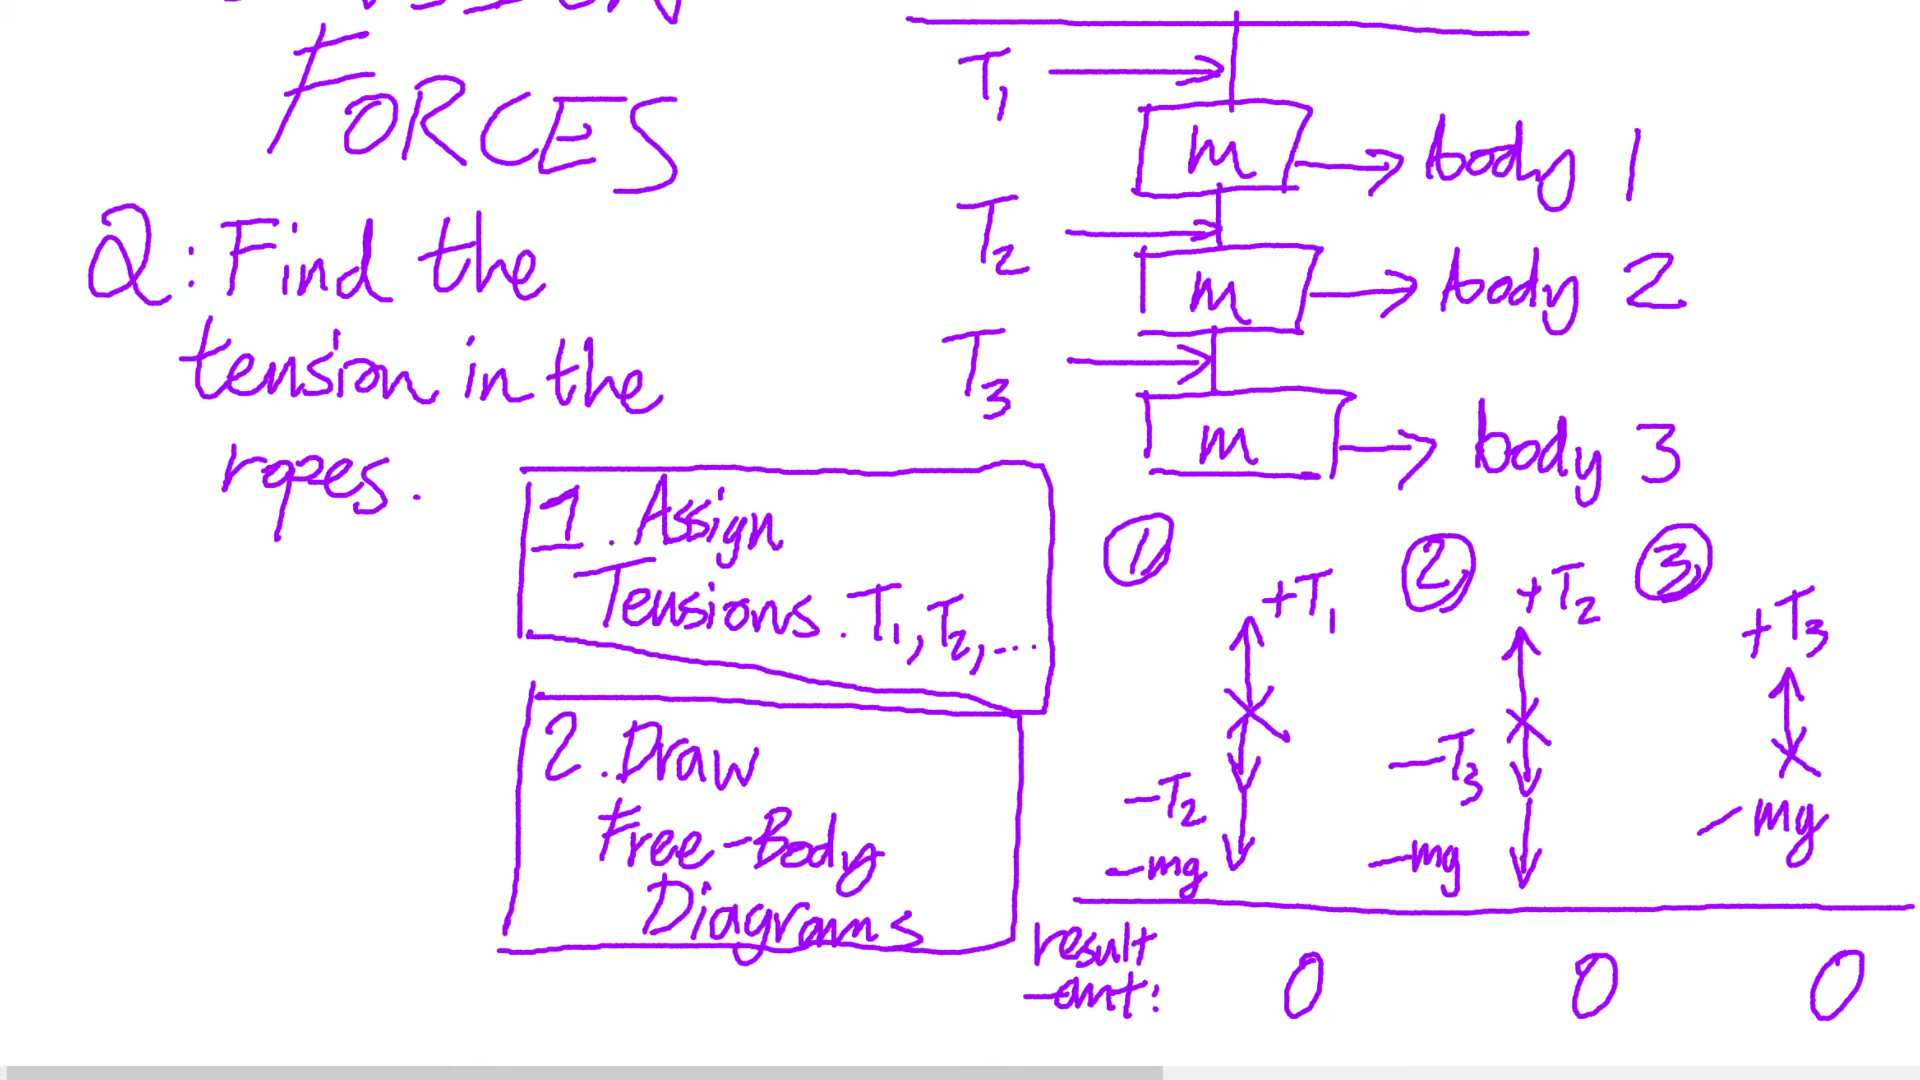 FORCES
Q: Find the
tension in the
ropes.
1. Assign
Tensions. T1, T2, ...
2. Draw
Free-Body
Diagrams
T1
m
body 1
T2
m
body 2
T3
m
body 3
1
+T1
-T2
-mg
2
+T2
-T3
-mg
3
+T3
-mg
result
-ant:
0
0
0